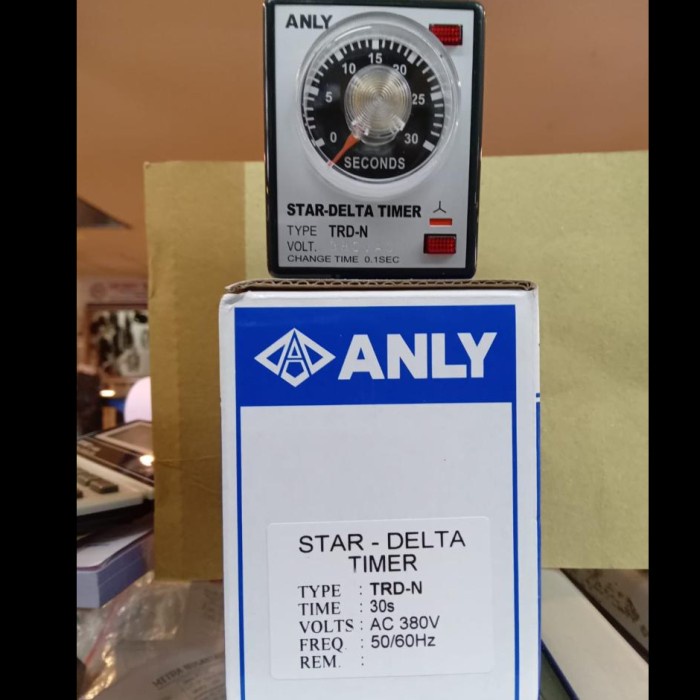 ANLY
0 5 10 15 20 25 30
SECONDS
STAR-DELTA TIMER
TYPE TRD-N
VOLT.
CHANGE TIME 0.1SEC
ANLY
STAR - DELTA
TIMER
TYPE : TRD-N
TIME : 30s
VOLTS : AC 380V
FREQ. : 50/60Hz
REM. :